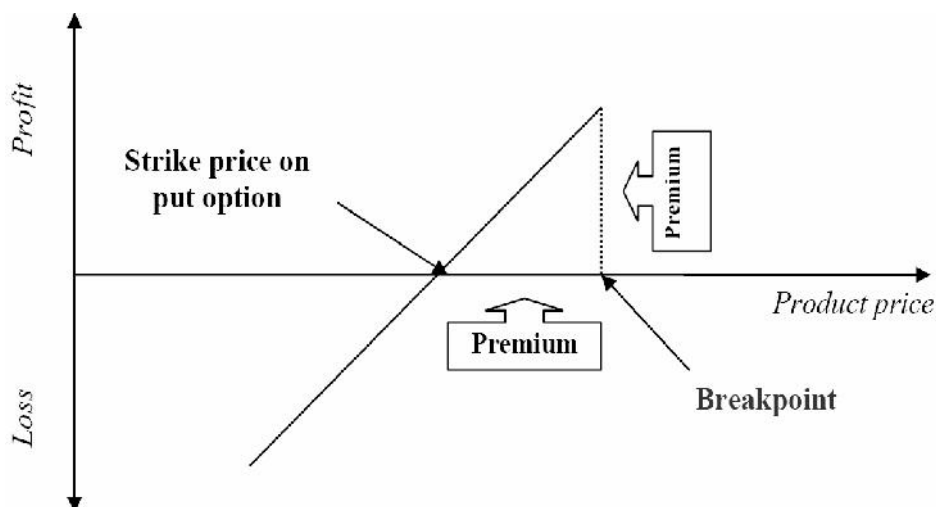 Profit
Strike price on
put option
Premium
Product price
Premium
Loss
Breakpoint